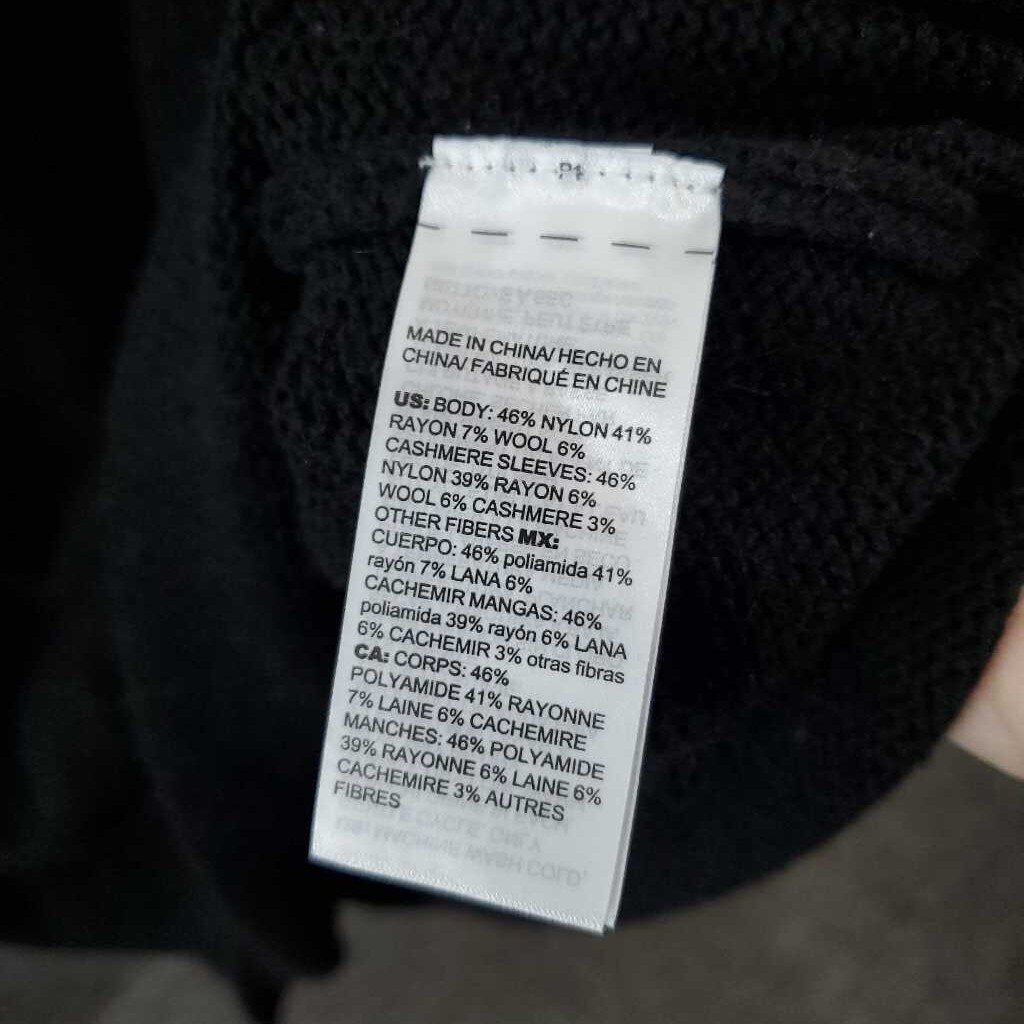 P1
MADE IN CHINA/ HECHO EN
CHINA/ FABRIQUÉ EN CHINE
US: BODY: 46% NYLON 41%
RAYON 7% WOOL 6%
CASHMERE SLEEVES: 46%
NYLON 39% RAYON 6%
WOOL 6% CASHMERE 3%
OTHER FIBERS MX:
CUERPO: 46% poliamida 41%
rayón 7% LANA 6%
CACHEMIR MANGAS: 46%
poliamida 39% rayón 6% LANA
6% CACHEMIR 3% otras fibras
CA: CORPS: 46%
POLYAMIDE 41% RAYONNE
7% LAINE 6% CACHEMIRE
MANCHES: 46% POLYAMIDE
39% RAYONNE 6% LAINE 6%
CACHEMIRE 3% AUTRES
FIBRES